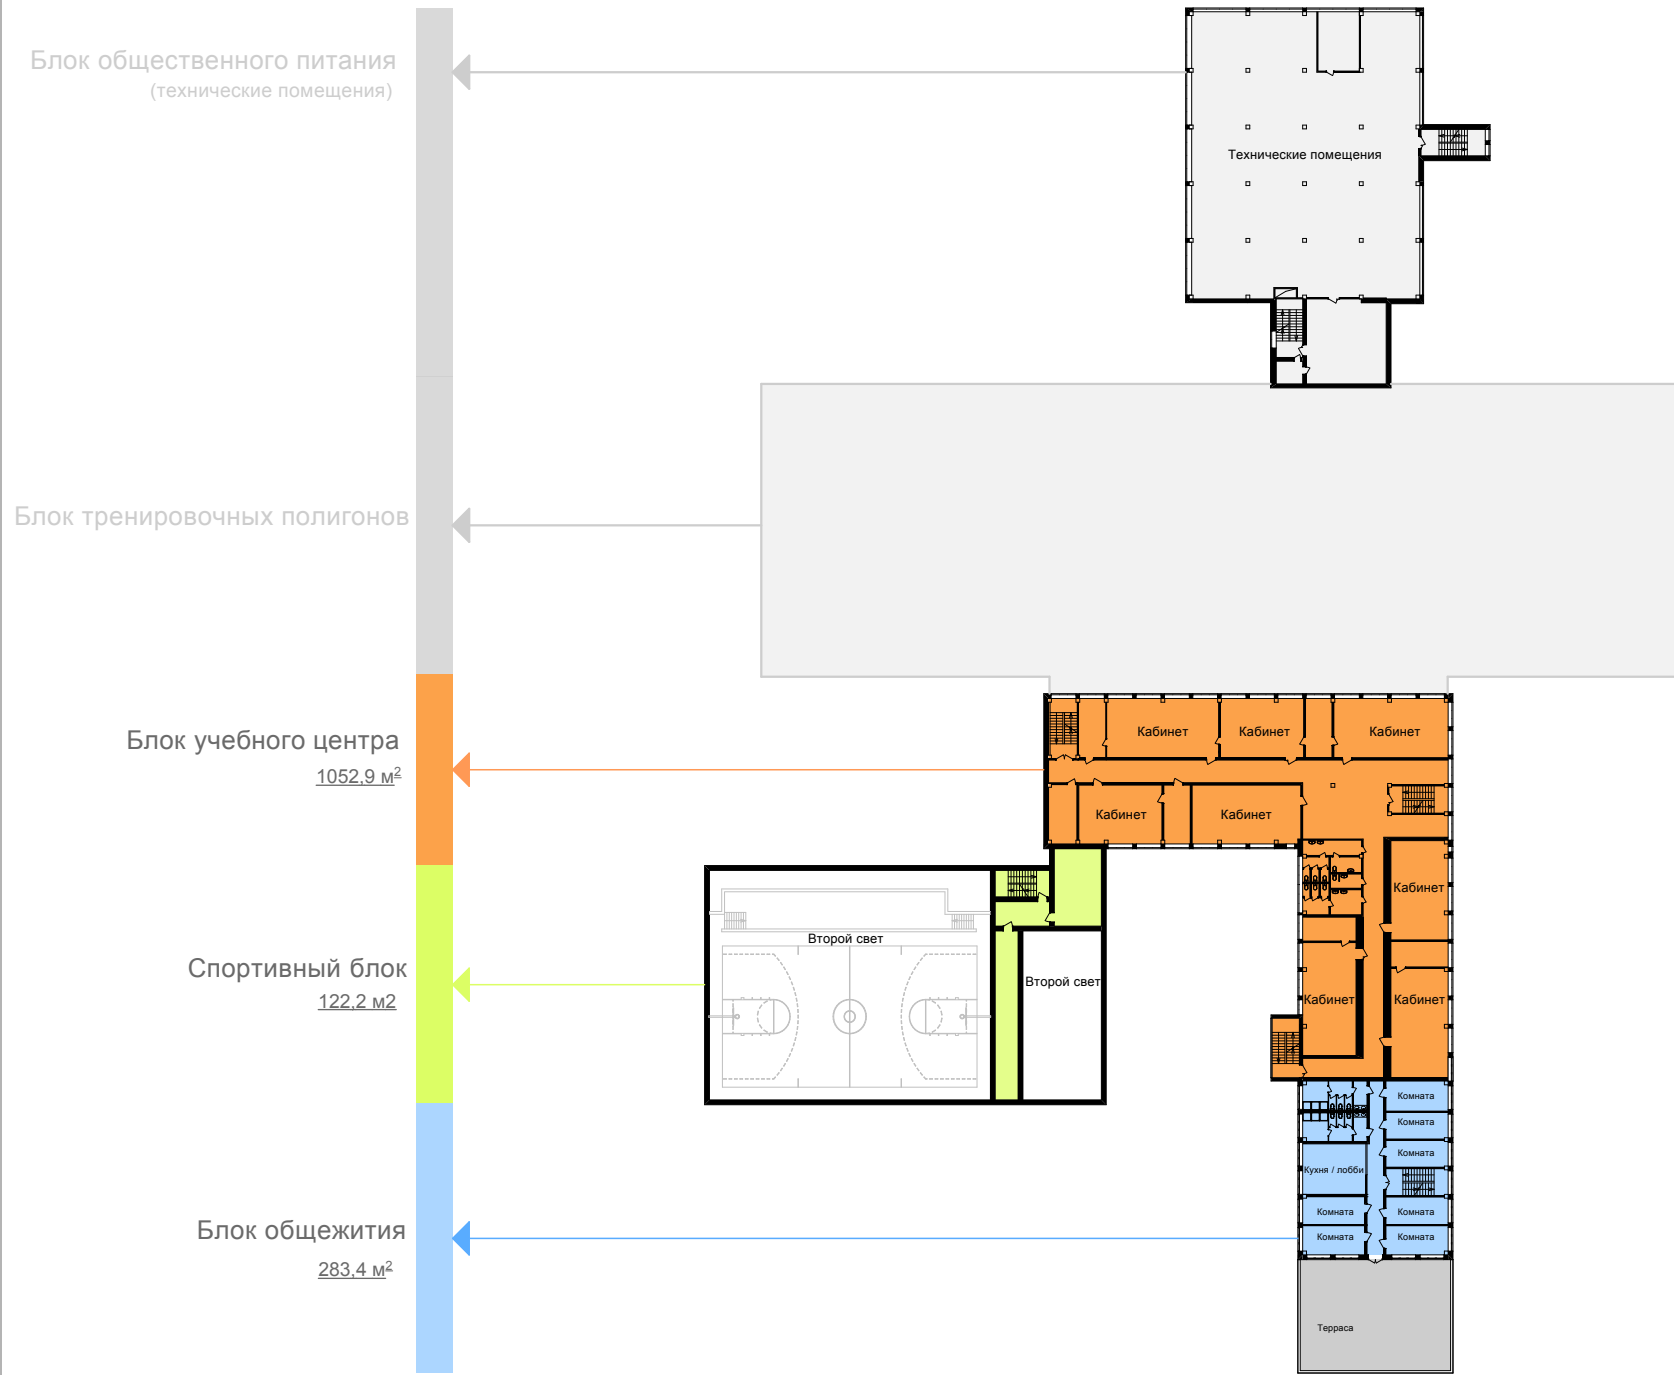 Блок общественного питания
(технические помещения)
Технические помещения
Блок тренировочных полигонов
Блок учебного центра
1052,9 м²
Кабинет
Кабинет
Кабинет
Кабинет
Кабинет
Кабинет
Кабинет
Кабинет
Спортивный блок
122,2 м2
Второй свет
Второй свет
Комната
Комната
Комната
Кухня / лобби
Комната
Комната
Комната
Комната
Блок общежития
283,4 м²
Терраса